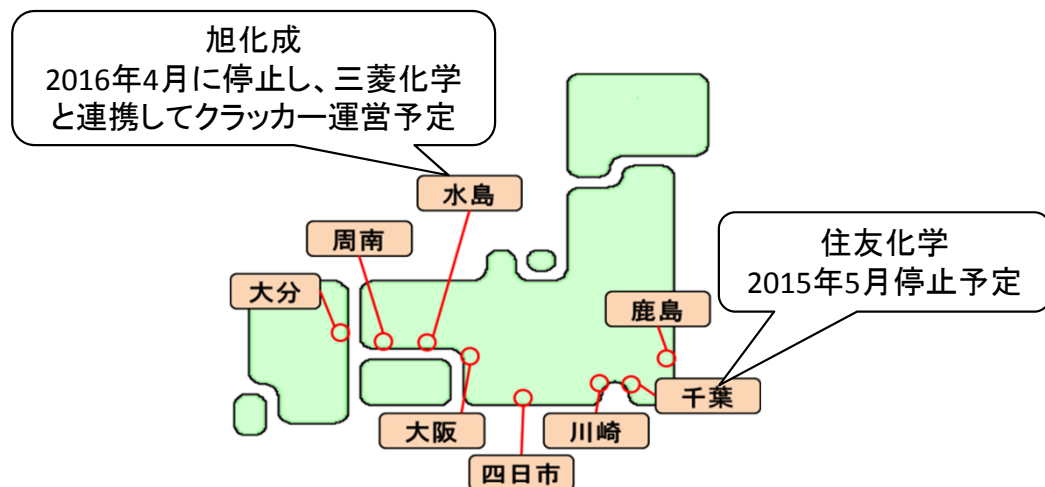 旭化成
2016年4月に停止し、三菱化学
と連携してクラッカー運営予定
水島
周南
住友化学
2015年5月停止予定
大分
鹿島
千葉
大阪
川崎
四日市